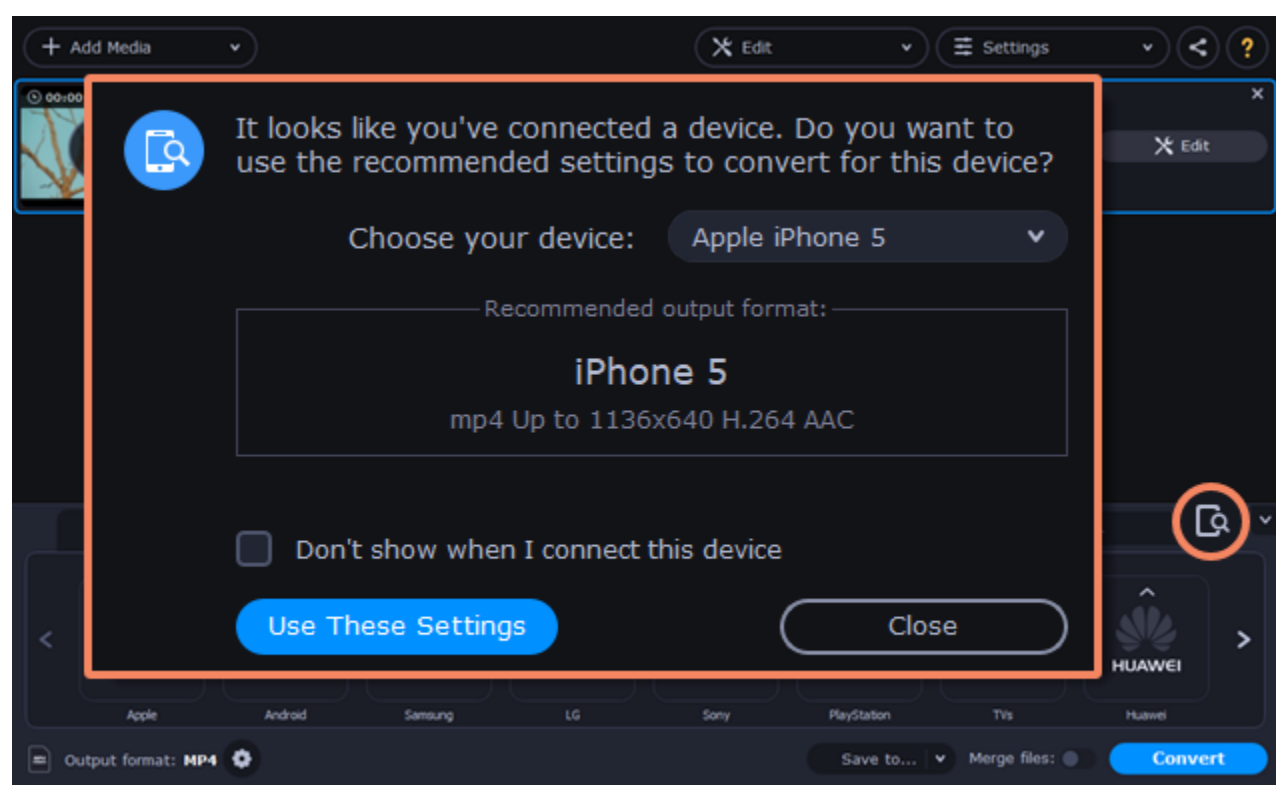 Add Media
Edit
Settings
?
00:00
It looks like you've connected a device. Do you want to
use the recommended settings to convert for this device?
Edit
Choose your device: Apple iPhone 5
Recommended output format:
iPhone 5
mp4 Up to 1136x640 H.264 AAC
Don't show when I connect this device
Use These Settings
Close
HUAWEI
Apple
Android
Samsung
LG
Sony
PlayStation
TVs
Huawei
Output format: MP4
Save to...
Merge files:
Convert